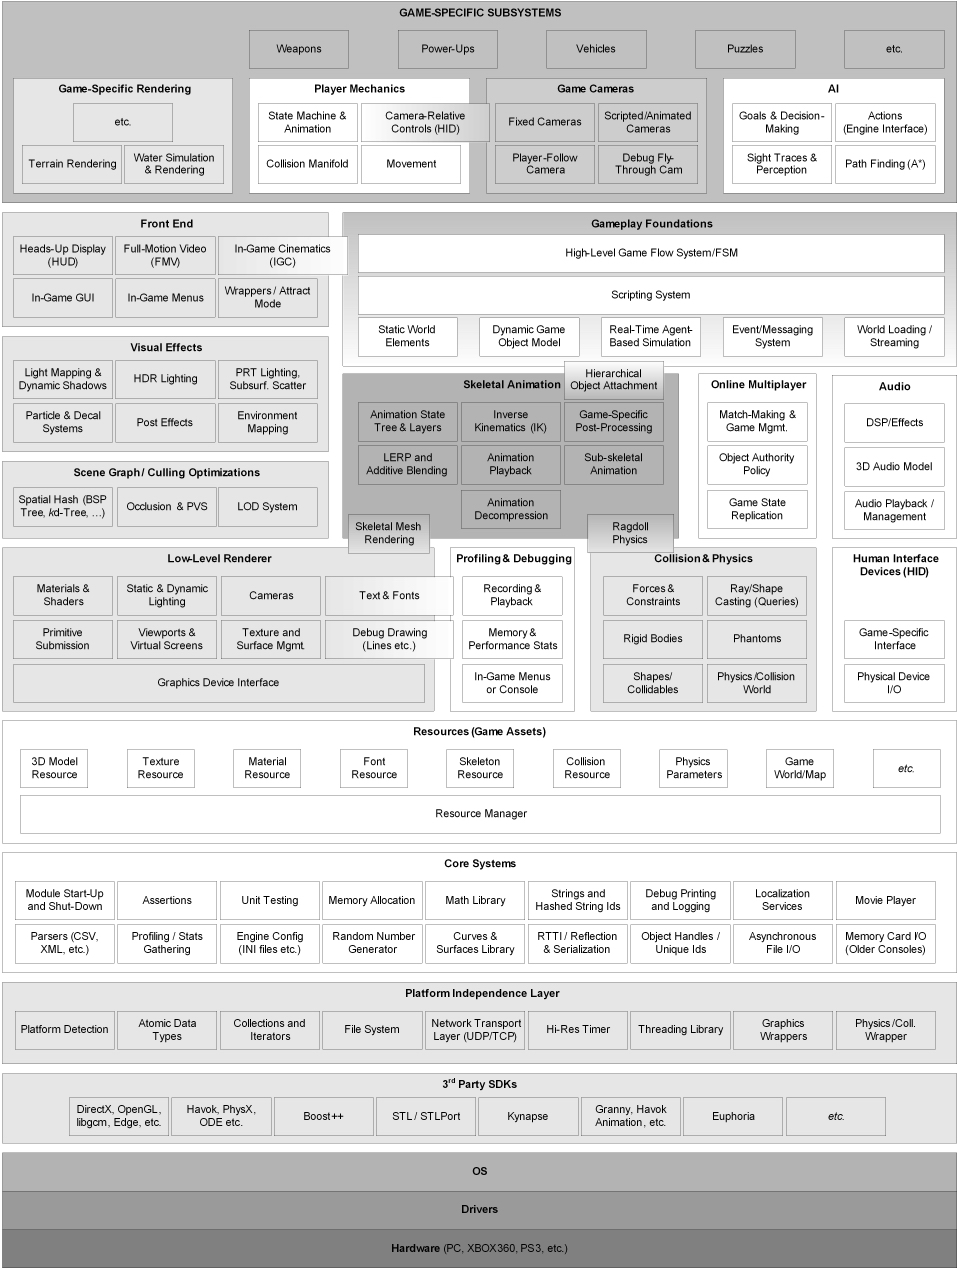 GAME-SPECIFIC SUBSYSTEMS
Weapons
Power-Ups
Vehicles
Puzzles
etc.
Game-Specific Rendering
etc.
Terrain Rendering
Water Simulation
& Rendering
Player Mechanics
State Machine &
Animation
Camera-Relative
Controls (HID)
Collision Manifold
Movement
Game Cameras
Fixed Cameras
Scripted/Animated
Cameras
Player-Follow
Camera
Debug Fly-
Through Cam
AI
Goals & Decision-
Making
Actions
(Engine Interface)
Sight Traces &
Perception
Path Finding (A*)
Front End
Heads-Up Display
(HUD)
Full-Motion Video
(FMV)
In-Game Cinematics
(IGC)
In-Game GUI
In-Game Menus
Wrappers / Attract
Mode
Gameplay Foundations
High-Level Game Flow System/FSM
Scripting System
Static World
Elements
Dynamic Game
Object Model
Real-Time Agent-
Based Simulation
Event/Messaging
System
World Loading /
Streaming
Hierarchical
Object Attachment
Visual Effects
Light Mapping &
Dynamic Shadows
HDR Lighting
PRT Lighting,
Subsurf. Scatter
Particle & Decal
Systems
Post Effects
Environment
Mapping
Skeletal Animation
Animation State
Tree & Layers
Inverse
Kinematics (IK)
Game-Specific
Post-Processing
LERP and
Additive Blending
Animation
Playback
Sub-skeletal
Animation
Animation
Decompression
Skeletal Mesh
Rendering
Ragdoll
Physics
Online Multiplayer
Match-Making &
Game Mgmt.
Object Authority
Policy
Game State
Replication
Audio
DSP/Effects
3D Audio Model
Audio Playback /
Management
Scene Graph / Culling Optimizations
Spatial Hash (BSP
Tree, kd-Tree, …)
Occlusion & PVS
LOD System
Low-Level Renderer
Materials &
Shaders
Static & Dynamic
Lighting
Cameras
Text & Fonts
Primitive
Submission
Viewports &
Virtual Screens
Texture and
Surface Mgmt.
Debug Drawing
(Lines etc.)
Graphics Device Interface
Profiling & Debugging
Recording &
Playback
Memory &
Performance Stats
In-Game Menus
or Console
Collision & Physics
Forces &
Constraints
Ray/Shape
Casting (Queries)
Rigid Bodies
Phantoms
Shapes/
Collidables
Physics/Collision
World
Human Interface
Devices (HID)
Game-Specific
Interface
Physical Device
I/O
Resources (Game Assets)
3D Model
Resource
Texture
Resource
Material
Resource
Font
Resource
Skeleton
Resource
Collision
Resource
Physics
Parameters
Game
World/Map
etc.
Resource Manager
Core Systems
Module Start-Up
and Shut-Down
Assertions
Unit Testing
Memory Allocation
Math Library
Strings and
Hashed String Ids
Debug Printing
and Logging
Localization
Services
Movie Player
Parsers (CSV,
XML, etc.)
Profiling / Stats
Gathering
Engine Config
(INI files etc.)
Random Number
Generator
Curves &
Surfaces Library
RTTI / Reflection
& Serialization
Object Handles /
Unique Ids
Asynchronous
File I/O
Memory Card I/O
(Older Consoles)
Platform Independence Layer
Platform Detection
Atomic Data
Types
Collections and
Iterators
File System
Network Transport
Layer (UDP/TCP)
Hi-Res Timer
Threading Library
Graphics
Wrappers
Physics/Coll.
Wrapper
3rd Party SDKs
DirectX, OpenGL,
libgcm, Edge, etc.
Havok, PhysX,
ODE etc.
Boost++
STL / STLPort
Kynapse
Granny, Havok
Animation, etc.
Euphoria
etc.
OS
Drivers
Hardware (PC, XBOX360, PS3, etc.)